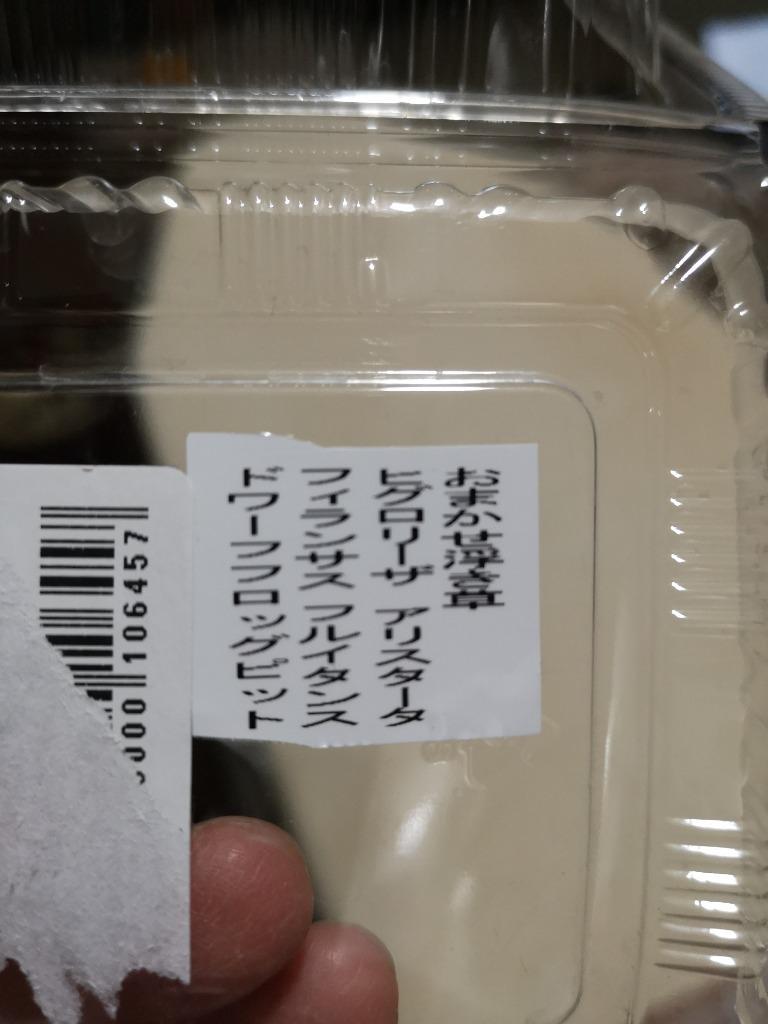 おまかせ浮き草
ヒグロリーザ アリスタータ
フィランサス フルイタンス
ドワーフフロッグピット
000 106457